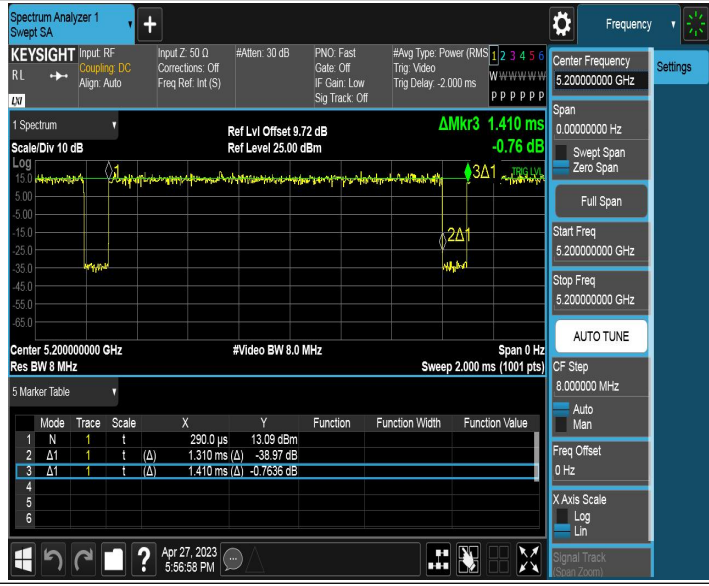 Spectrum Analyzer 1
Swept SA
+
Frequency
KEYSIGHT
RL
LXI
Input: RF
Coupling: DC
Align: Auto
Input Z: 50 Ω
Corrections: Off
Freq Ref: Int (S)
#Atten: 30 dB
PNO: Fast
Gate: Off
IF Gain: Low
Sig Track: Off
#Avg Type: Power (RMS
Trig: Video
Trig Delay: -2.000 ms
1 2 3 4 5 6
W W W W W W
P P P P P P
1 Spectrum
Scale/Div 10 dB
Ref Lvl Offset 9.72 dB
Ref Level 25.00 dBm
ΔMkr3 1.410 ms
-0.76 dB
Log
15.0
5.00
-5.00
-15.0
-25.0
-35.0
-45.0
-55.0
-65.0
1
2Δ1
3Δ1
TRIG LVL
Center 5.200000000 GHz
Res BW 8 MHz
#Video BW 8.0 MHz
Span 0 Hz
Sweep 2.000 ms (1001 pts)
5 Marker Table
Mode Trace Scale X Y Function Function Width Function Value
1 N 1 t 290.0 µs 13.09 dBm
2 Δ1 1 t (Δ) 1.310 ms (Δ) -38.97 dB
3 Δ1 1 t (Δ) 1.410 ms (Δ) -0.7636 dB
4
5
6
?
Apr 27, 2023
5:56:58 PM
Center Frequency
5.200000000 GHz
Span
0.00000000 Hz
Swept Span
Zero Span
Full Span
Start Freq
5.200000000 GHz
Stop Freq
5.200000000 GHz
AUTO TUNE
CF Step
8.000000 MHz
Auto
Man
Freq Offset
0 Hz
X Axis Scale
Log
Lin
Signal Track
(Span Zoom)
Settings